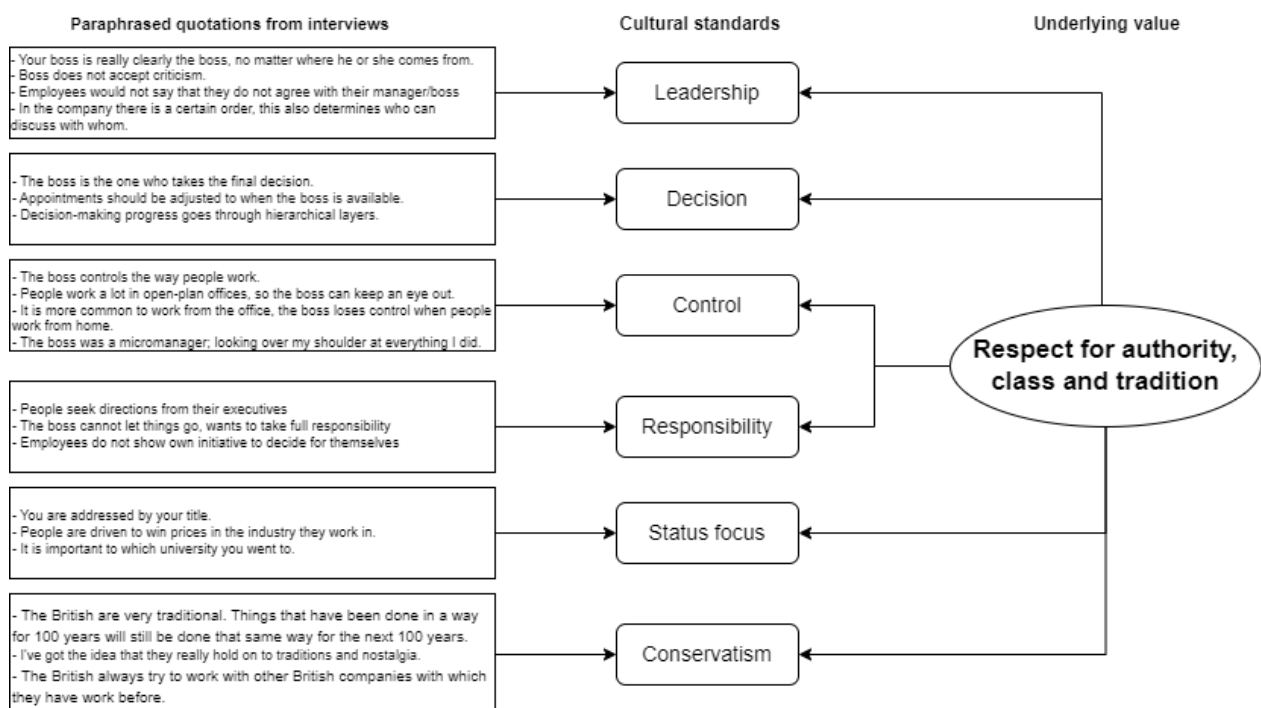 Paraphrased quotations from interviews
Cultural standards
Underlying value
- Your boss is really clearly the boss, no matter where he or she comes from.
- Boss does not accept criticism.
- Employees would not say that they do not agree with their manager/boss
- In the company there is a certain order, this also determines who can
discuss with whom.
Leadership
- The boss is the one who takes the final decision.
- Appointments should be adjusted to when the boss is available.
- Decision-making progress goes through hierarchical layers.
Decision
- The boss controls the way people work.
- People work a lot in open-plan offices, so the boss can keep an eye out.
- It is more common to work from the office, the boss loses control when people
work from home.
- The boss was a micromanager; looking over my shoulder at everything I did.
Control
Respect for authority,
class and tradition
- People seek directions from their executives
- The boss cannot let things go, wants to take full responsibility
- Employees do not show own initiative to decide for themselves
Responsibility
- You are addressed by your title.
- People are driven to win prices in the industry they work in.
- It is important to which university you went to.
Status focus
- The British are very traditional. Things that have been done in a way
for 100 years will still be done that same way for the next 100 years.
- I've got the idea that they really hold on to traditions and nostalgia.
- The British always try to work with other British companies with which
they have work before.
Conservatism